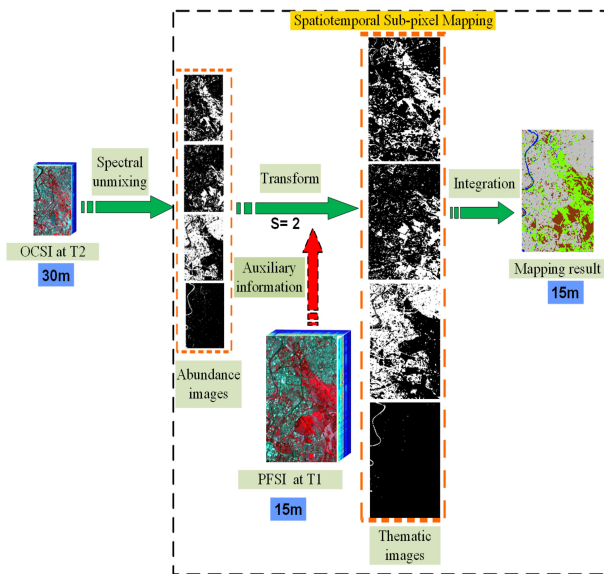 Spatiotemporal Sub-pixel Mapping
Spectral
unmixing
OCSI at T2
30m
Abundance
images
Transform
S= 2
Auxiliary
information
PFSI at T1
15m
Thematic
images
Integration
Mapping result
15m